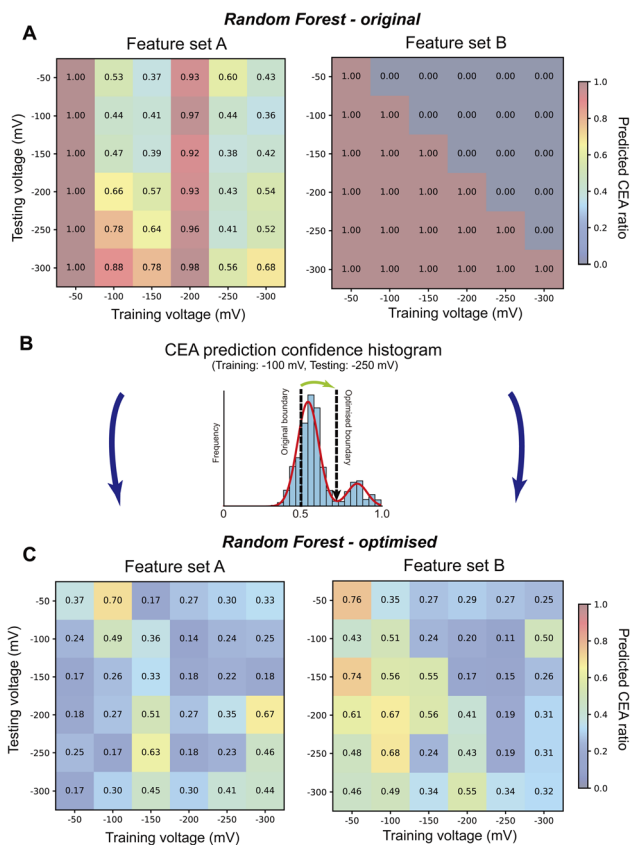 Random Forest - original
A
Feature set A
Feature set B
-50 1.00 0.53 0.37 0.93 0.60 0.43
-100 1.00 0.44 0.41 0.97 0.44 0.36
-150 1.00 0.47 0.39 0.92 0.38 0.42
-200 1.00 0.66 0.57 0.93 0.43 0.54
-250 1.00 0.78 0.64 0.96 0.41 0.52
-300 1.00 0.88 0.78 0.98 0.56 0.68
-50 -100 -150 -200 -250 -300
Testing voltage (mV)
Training voltage (mV)
-50 1.00 0.00 0.00 0.00 0.00 0.00
-100 1.00 1.00 0.00 0.00 0.00 0.00
-150 1.00 1.00 1.00 0.00 0.00 0.00
-200 1.00 1.00 1.00 1.00 0.00 0.00
-250 1.00 1.00 1.00 1.00 1.00 0.00
-300 1.00 1.00 1.00 1.00 1.00 1.00
-50 -100 -150 -200 -250 -300
Training voltage (mV)
1.0
0.8
0.6
0.4
0.2
0.0
Predicted CEA ratio
B
CEA prediction confidence histogram
(Training: -100 mV, Testing: -250 mV)
Frequency
Original boundary
Optimised boundary
0 0.5 1.0
Random Forest - optimised
C
Feature set A
Feature set B
-50 0.37 0.70 0.17 0.27 0.30 0.33
-100 0.24 0.49 0.36 0.14 0.24 0.25
-150 0.17 0.26 0.33 0.18 0.22 0.18
-200 0.18 0.27 0.51 0.27 0.35 0.67
-250 0.25 0.17 0.63 0.18 0.23 0.46
-300 0.17 0.30 0.45 0.30 0.41 0.44
-50 -100 -150 -200 -250 -300
Testing voltage (mV)
Training voltage (mV)
-50 0.76 0.35 0.27 0.29 0.27 0.25
-100 0.43 0.51 0.24 0.20 0.11 0.50
-150 0.74 0.56 0.55 0.17 0.15 0.26
-200 0.61 0.67 0.56 0.41 0.19 0.31
-250 0.48 0.68 0.24 0.43 0.19 0.31
-300 0.46 0.49 0.34 0.55 0.34 0.32
-50 -100 -150 -200 -250 -300
Training voltage (mV)
1.0
0.8
0.6
0.4
0.2
0.0
Predicted CEA ratio